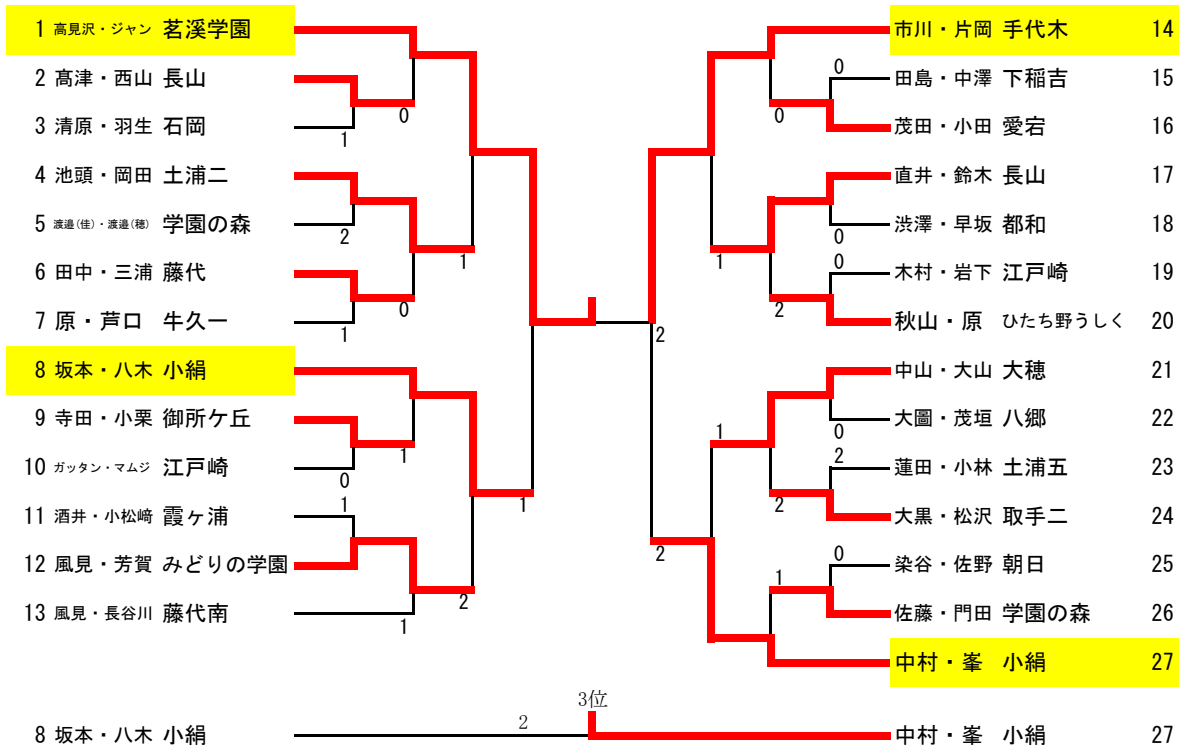 1 高見沢・ジャン 茗溪学園
2 髙津・西山 長山
3 清原・羽生 石岡
4 池頭・岡田 土浦二
5 渡邉(佳)・渡邉(穂) 学園の森
6 田中・三浦 藤代
7 原・芦口 牛久一
8 坂本・八木 小絹
9 寺田・小栗 御所ケ丘
10 ガッタン・マムジ 江戸崎
11 酒井・小松﨑 霞ヶ浦
12 風見・芳賀 みどりの学園
13 風見・長谷川 藤代南
1
0
2
1
0
1
1
0
1
2
1
1
市川・片岡 手代木 14
田島・中澤 下稲吉 15
茂田・小田 愛宕 16
直井・鈴木 長山 17
渋澤・早坂 都和 18
木村・岩下 江戸崎 19
秋山・原 ひたち野うしく 20
中山・大山 大穂 21
大圖・茂垣 八郷 22
蓮田・小林 土浦五 23
大黒・松沢 取手二 24
染谷・佐野 朝日 25
佐藤・門田 学園の森 26
中村・峯 小絹 27
0
0
0
1
0
2
2
1
0
2
2
2
0
1
3位
8 坂本・八木 小絹 2 中村・峯 小絹 27